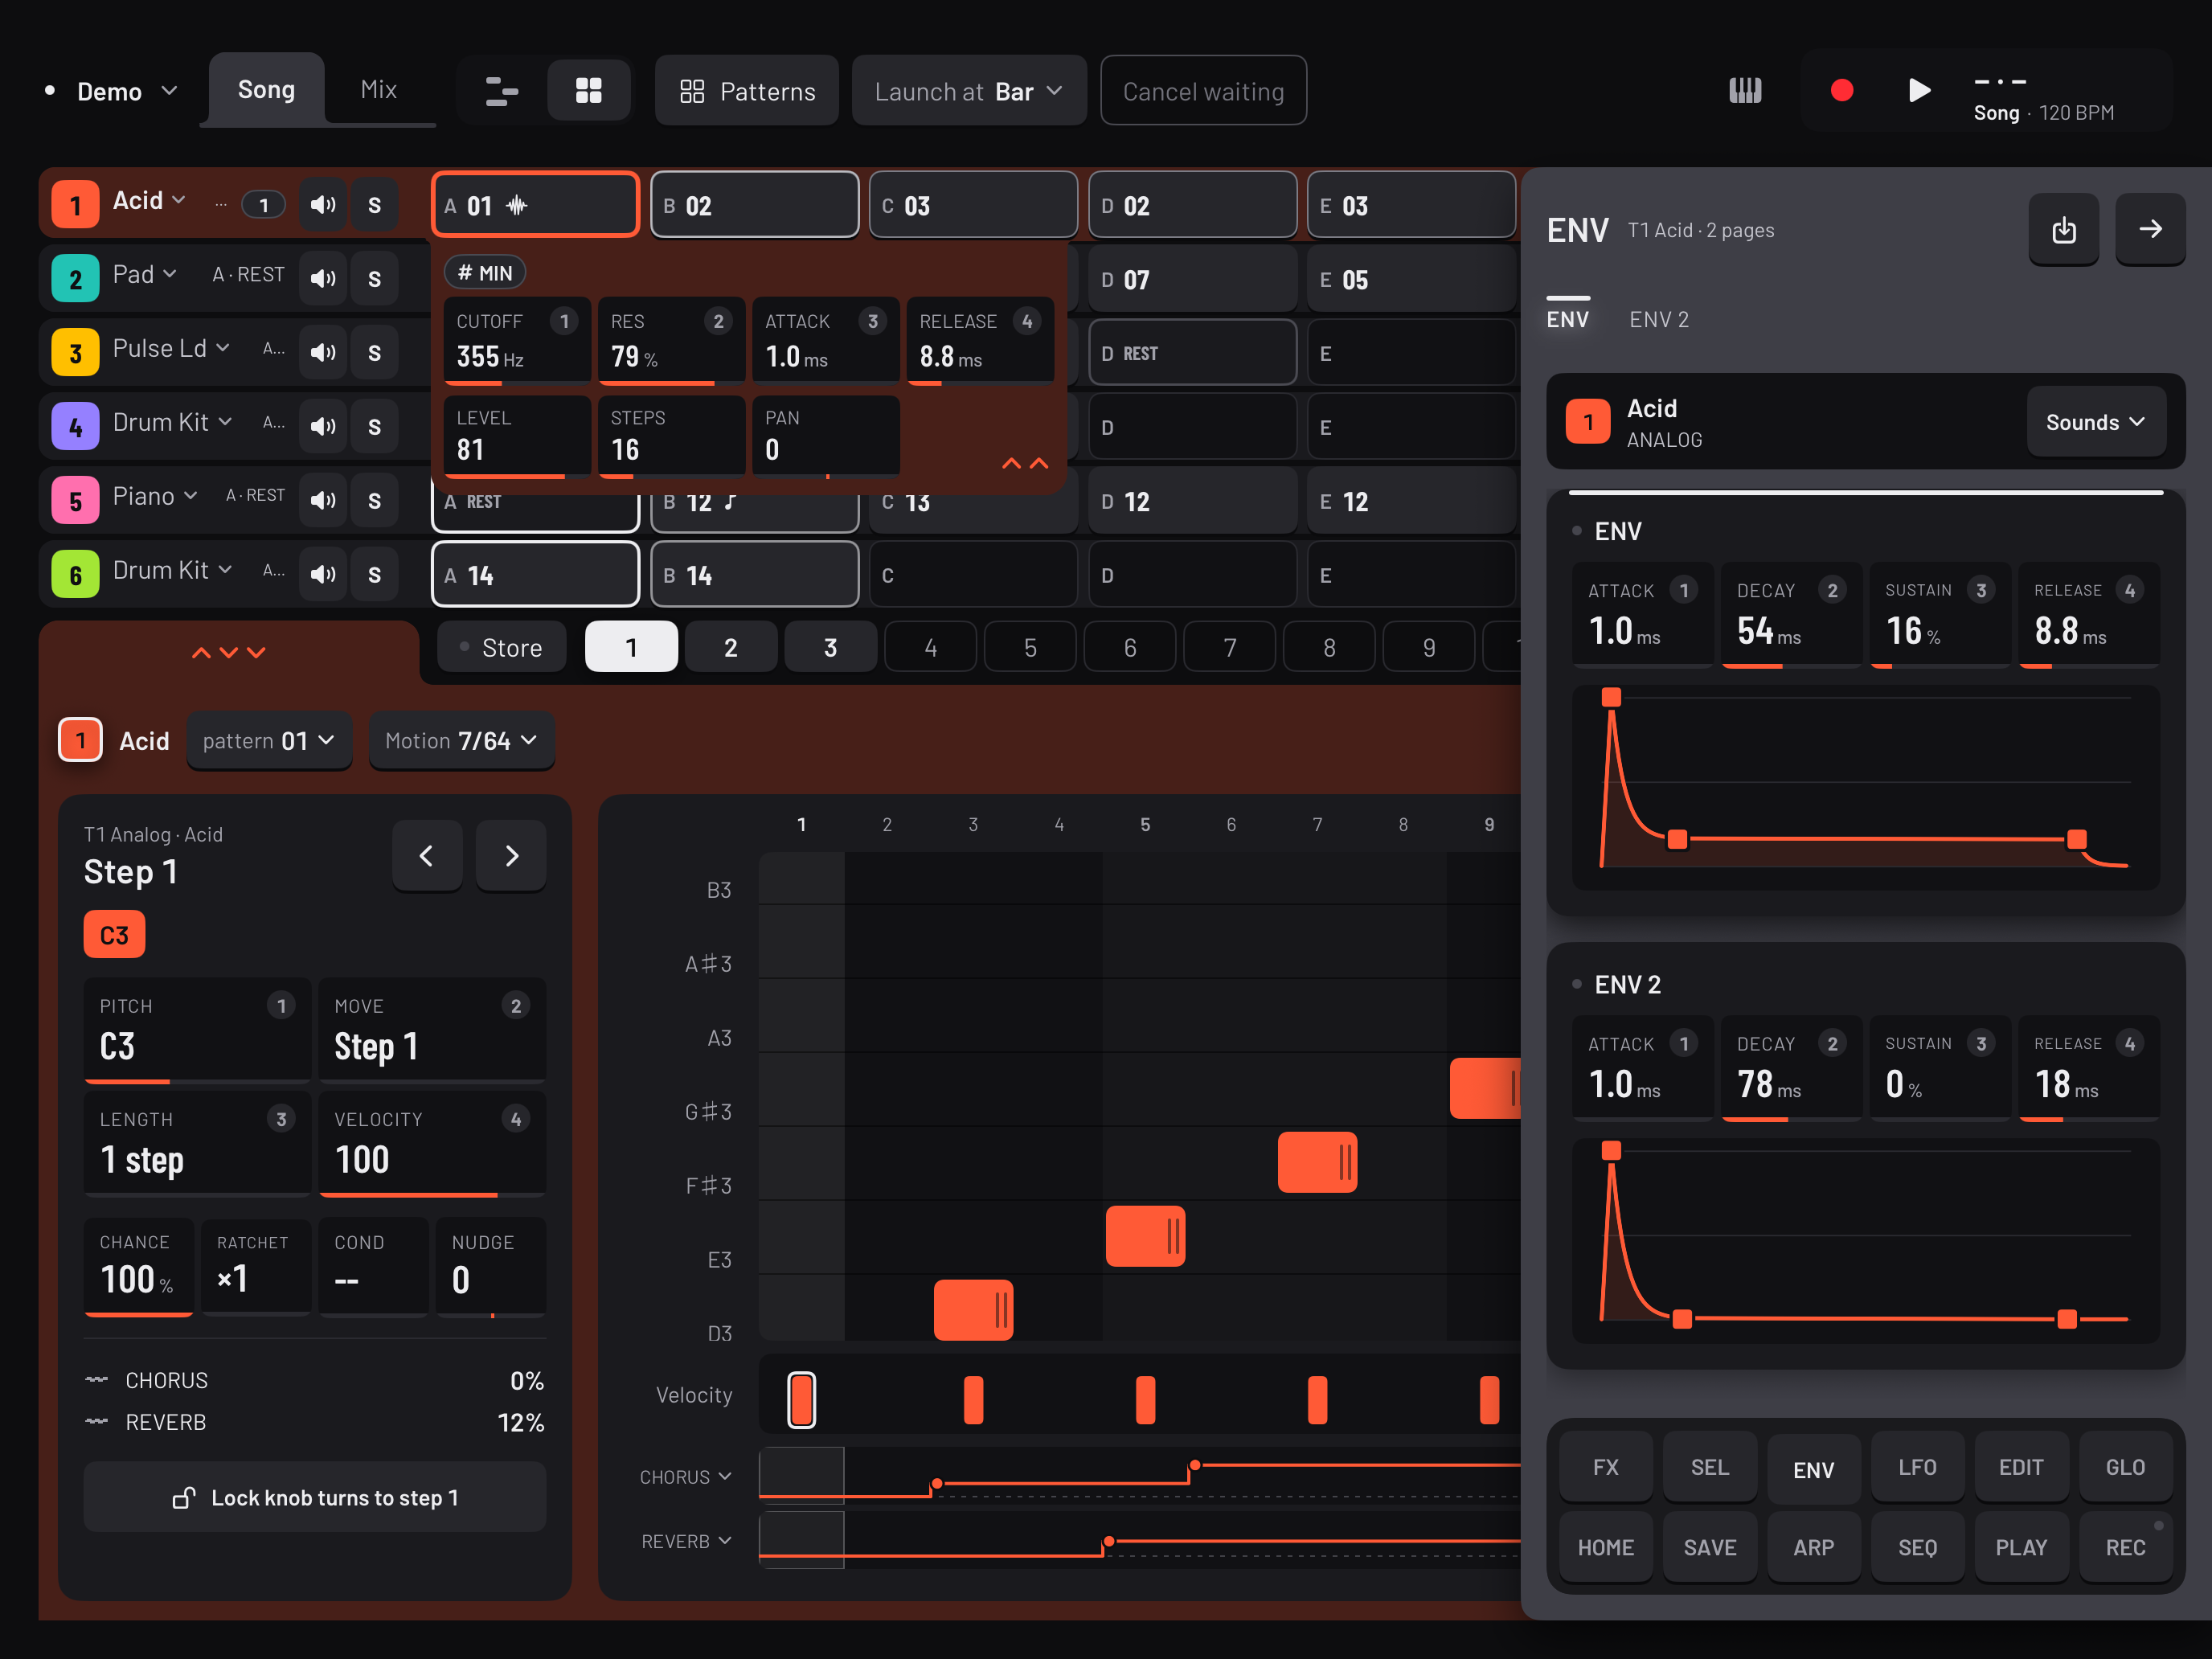 Demo
Song
Mix
Patterns
Launch at Bar
Cancel waiting
Song · 120 BPM
1 Acid ... 1 S
A 01
B 02
C 03
D 02
E 03
2 Pad A · REST S
D 07
E 05
3 Pulse Ld A... S
D REST
E
4 Drum Kit A... S
D
E
5 Piano A · REST S
A REST
B 12
C 13
D 12
E 12
6 Drum Kit A... S
A 14
B 14
C
D
E
# MIN
CUTOFF 1
355 Hz
RES 2
79 %
ATTACK 3
1.0 ms
RELEASE 4
8.8 ms
LEVEL
81
STEPS
16
PAN
0
Store
1 2 3 4 5 6 7 8 9
1 Acid
pattern 01
Motion 7/64
T1 Analog · Acid
Step 1
C3
PITCH 1
C3
MOVE 2
Step 1
LENGTH 3
1 step
VELOCITY 4
100
CHANCE
100 %
RATCHET
×1
COND
--
NUDGE
0
CHORUS 0%
REVERB 12%
Lock knob turns to step 1
1 2 3 4 5 6 7 8 9
B3
A♯3
A3
G♯3
F♯3
E3
D3
Velocity
CHORUS
REVERB
ENV T1 Acid · 2 pages
ENV
ENV 2
1 Acid
ANALOG
Sounds
ENV
ATTACK 1
1.0 ms
DECAY 2
54 ms
SUSTAIN 3
16 %
RELEASE 4
8.8 ms
ENV 2
ATTACK 1
1.0 ms
DECAY 2
78 ms
SUSTAIN 3
0 %
RELEASE 4
18 ms
FX SEL ENV LFO EDIT GLO
HOME SAVE ARP SEQ PLAY REC